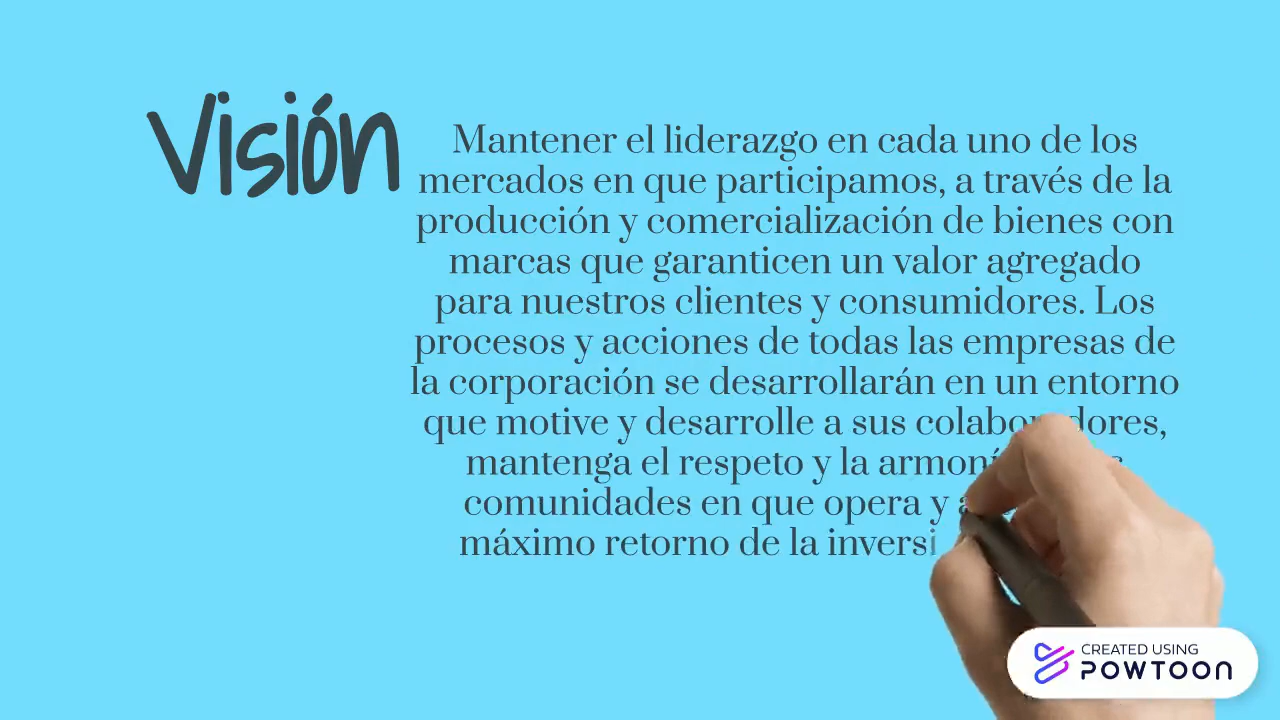 Visión
Mantener el liderazgo en cada uno de los
mercados en que participamos, a través de la
producción y comercialización de bienes con
marcas que garanticen un valor agregado
para nuestros clientes y consumidores. Los
procesos y acciones de todas las empresas de
la corporación se desarrollarán en un entorno
que motive y desarrolle a sus colaboradores,
mantenga el respeto y la
comunidades en que opera y
máximo retorno de la
CREATED USING
POWTOON